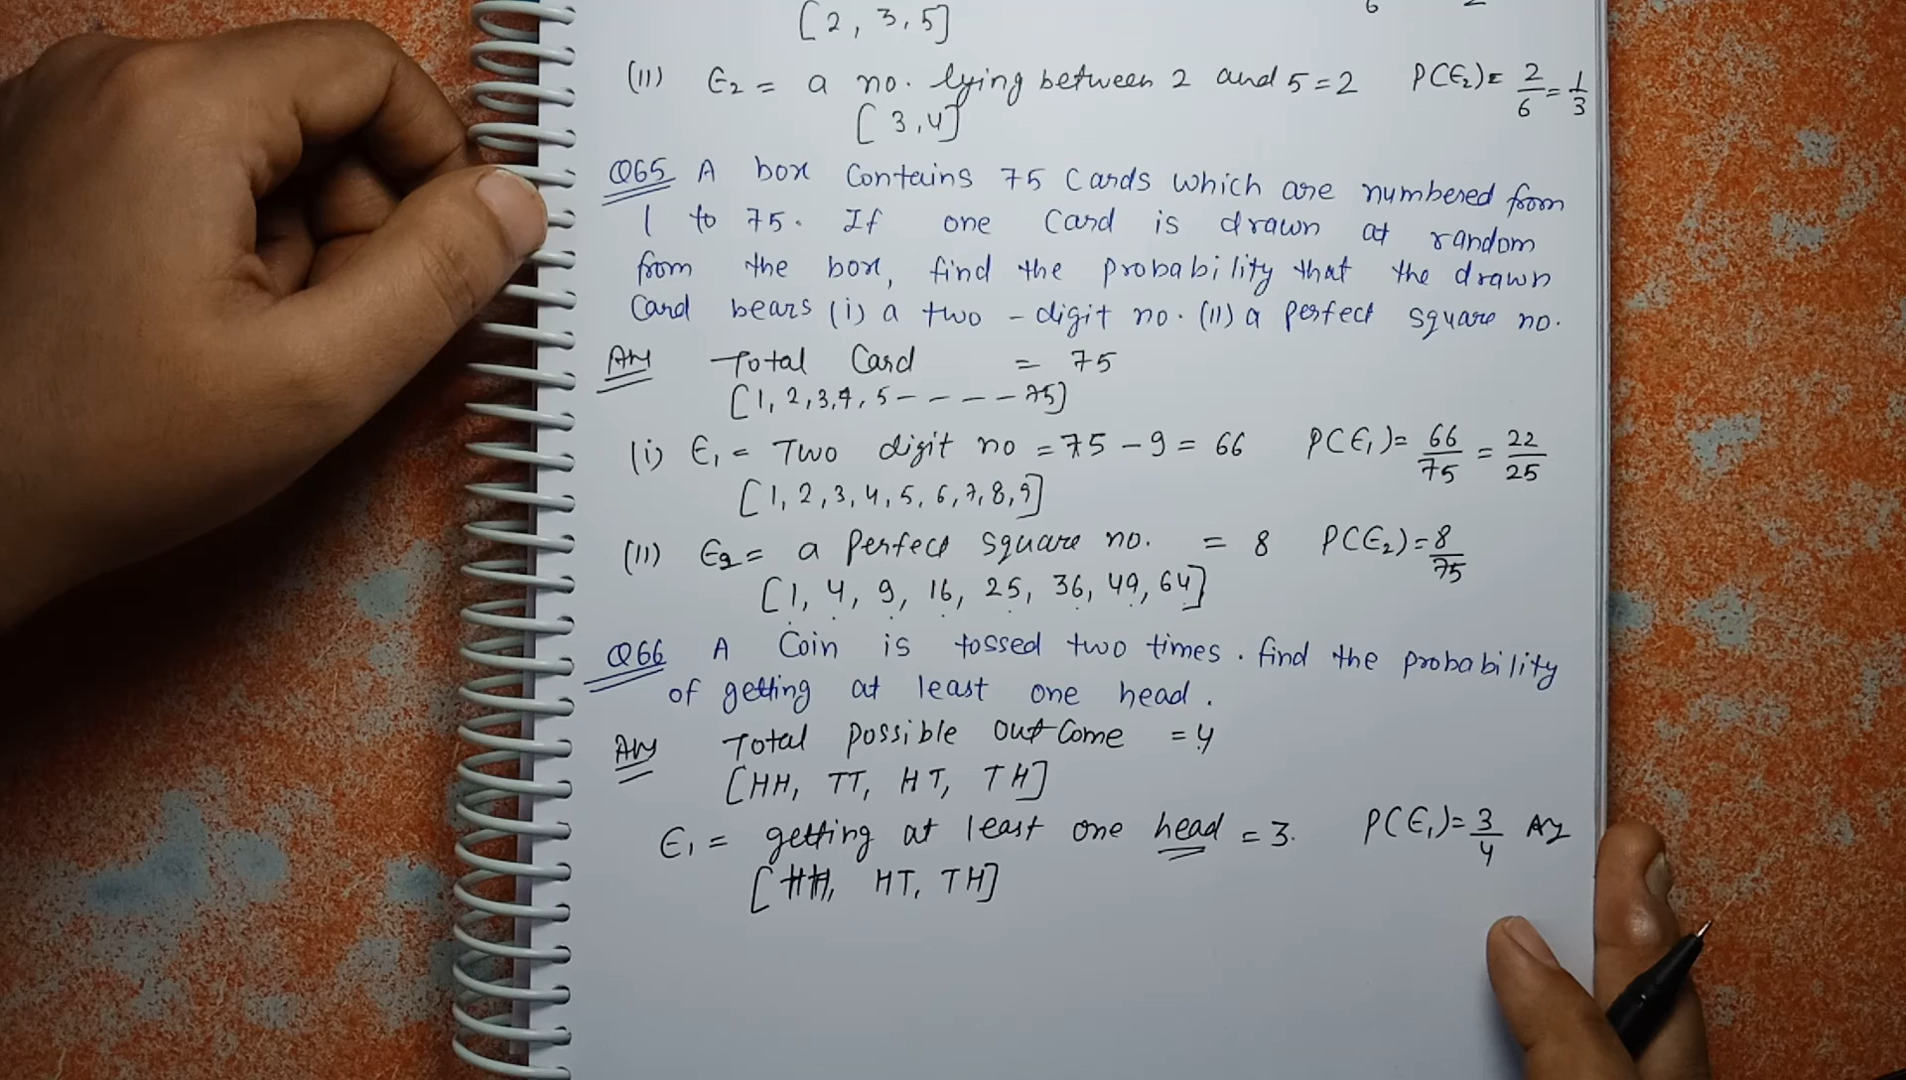 [2, 3, 5]
6 2
(11) E2 = a no. lying between 2 and 5 = 2 P(E2) = 2/6 = 1/3
[3,4]
Q65 A box contains 75 Cards which are numbered from
1 to 75. If one Card is drawn at random
from the box, find the probability that the drawn
Card bears (i) a two-digit no. (11) a perfect square no.
Ans Total Card = 75
[1, 2, 3, 4, 5 - - - - 75]
(i) E1 = Two digit no = 75 - 9 = 66 P(E1) = 66/75 = 22/25
[1, 2, 3, 4, 5, 6, 7, 8, 9]
(11) E2 = a perfect square no. = 8 P(E2) = 8/75
[1, 4, 9, 16, 25, 36, 49, 64]
Q66 A Coin is tossed two times. find the probability
of getting at least one head.
Ans Total possible outcome = 4
[HH, TT, HT, TH]
E1 = getting at least one head = 3. P(E1) = 3/4 Ans
[HH, HT, TH]